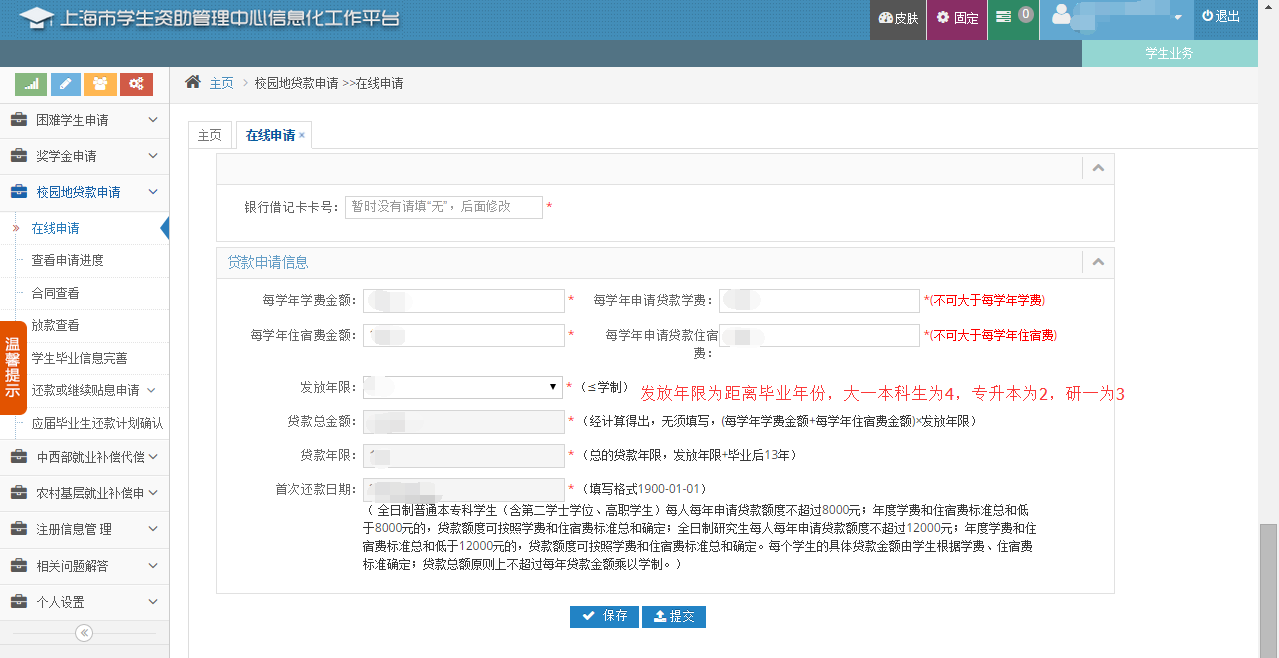 上海市学生资助管理中心信息化工作平台
皮肤
固定
0
退出
学生业务
主页 校园地贷款申请 >>在线申请
困难学生申请
奖学金申请
校园地贷款申请
在线申请
查看申请进度
合同查看
放款查看
学生毕业信息完善
还款或继续贴息申请
应届毕业生还款计划确认
中西部就业补偿代偿
农村基层就业补偿申
注册信息管 理
相关问题解答
个人设置
温馨提示
主页
在线申请 ×
银行借记卡卡号： 暂时没有请填“无”，后面修改 *
贷款申请信息
每学年学费金额： *
每学年申请贷款学费： *(不可大于每学年学费)
每学年住宿费金额： *
每学年申请贷款住宿费： *(不可大于每学年住宿费)
发放年限： *（≤学制） 发放年限为距离毕业年份，大一本科生为4，专升本为2，研一为3
贷款总金额： *（经计算得出，无须填写，(每学年学费金额+每学年住宿费金额)×发放年限）
贷款年限： *（总的贷款年限，发放年限+毕业后13年）
首次还款日期： *（填写格式1900-01-01）
（ 全日制普通本专科学生（含第二学士学位、高职学生）每人每年申请贷款额度不超过8000元；年度学费和住宿费标准总和低
于8000元的，贷款额度可按照学费和住宿费标准总和确定；全日制研究生每人每年申请贷款额度不超过12000元；年度学费和住
宿费标准总和低于12000元的，贷款额度可按照学费和住宿费标准总和确定。每个学生的具体贷款金额由学生根据学费、住宿费
标准确定；贷款总额原则上不超过每年贷款金额乘以学制。）
保存
提交